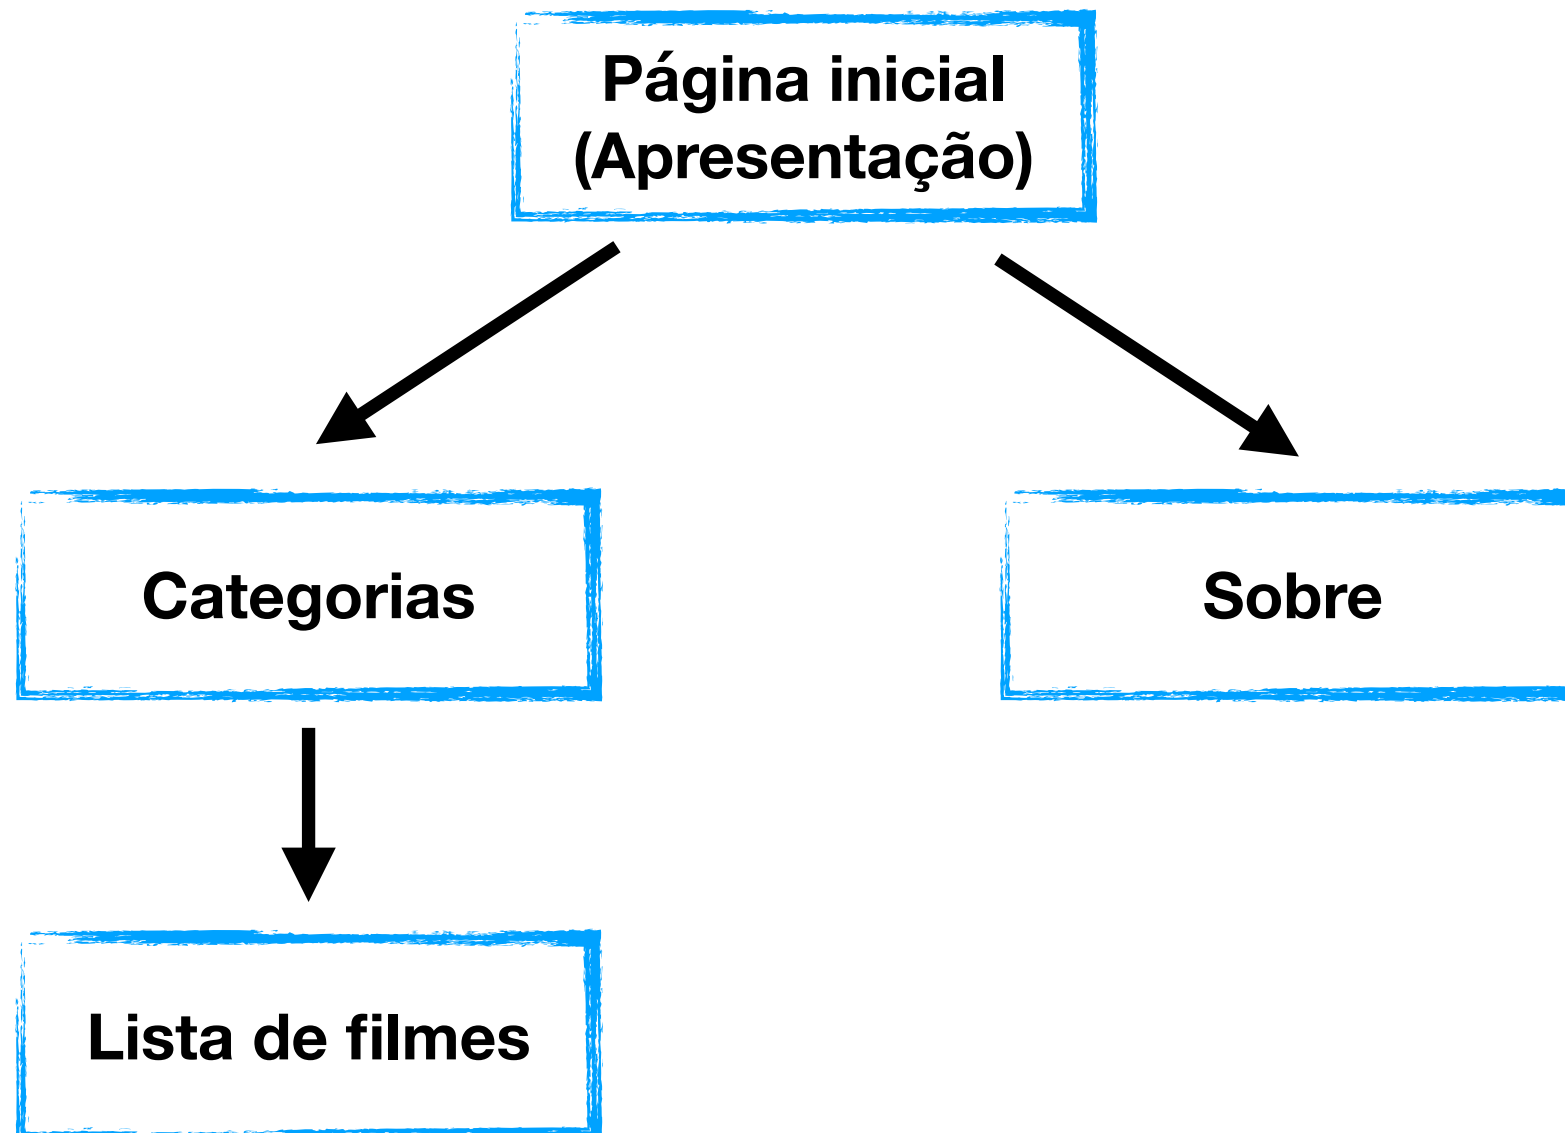 Página inicial
(Apresentação)
Categorias
Sobre
Lista de filmes